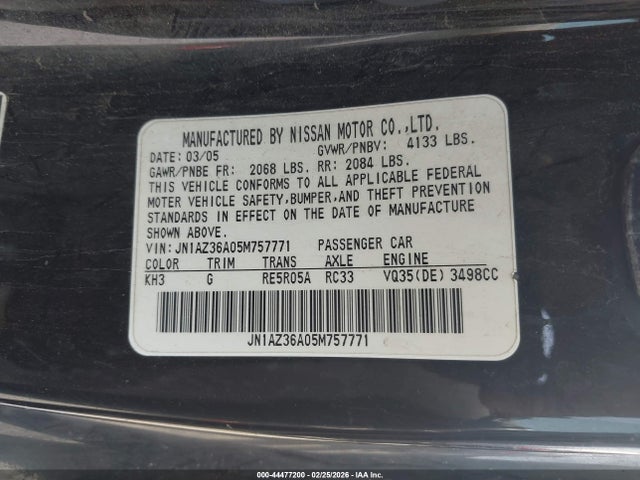 MANUFACTURED BY NISSAN MOTOR CO.,LTD.
DATE: 03/05 GVWR/PNBV: 4133 LBS.
GAWR/PNBE FR: 2068 LBS. RR: 2084 LBS.
THIS VEHICLE CONFORMS TO ALL APPLICABLE FEDERAL
MOTOR VEHICLE SAFETY,BUMPER,AND THEFT PREVENTION
STANDARDS IN EFFECT ON THE DATE OF MANUFACTURE
SHOWN ABOVE.
VIN: JN1AZ36A05M757771 PASSENGER CAR
COLOR TRIM TRANS AXLE ENGINE
KH3 G RE5R05A RC33 VQ35(DE) 3498CC
JN1AZ36A05M757771
000-44477200 - 02/25/2026 - IAA Inc.